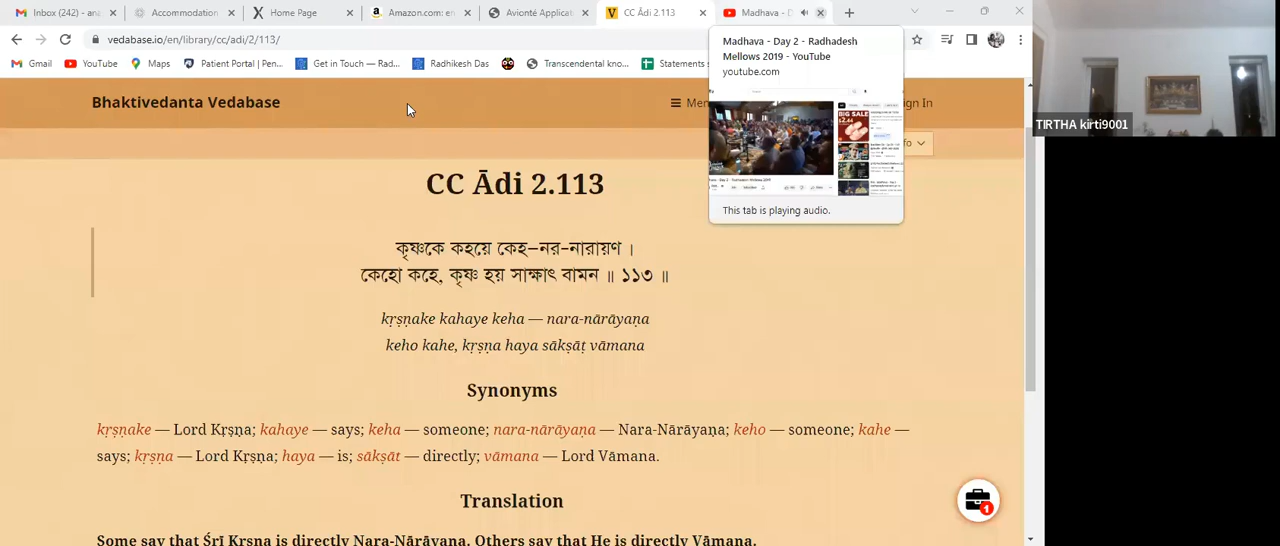 Inbox (242) - ana
Accommodation
Home Page
Amazon.com: en
Avionté Applicat
CC Ādi 2.113
Madhava - D
vedabase.io/en/library/cc/adi/2/113/
Gmail
YouTube
Maps
Patient Portal | Pen...
Get in Touch — Rad...
Radhikesh Das
Transcendental kno...
Statements
Madhava - Day 2 - Radhadesh
Mellows 2019 - YouTube
youtube.com
BIG SALE
This tab is playing audio.
TIRTHA kirti9001
Bhaktivedanta Vedabase
CC Ādi 2.113
কৃষ্ণকে কহয়ে কেহ—নর-নারায়ণ ।
কেহো কহে, কৃষ্ণ হয় সাক্ষাৎ বামন ॥ ১১৩ ॥
kṛṣṇake kahaye keha — nara-nārāyaṇa
keho kahe, kṛṣṇa haya sākṣāt vāmana
Synonyms
kṛṣṇake — Lord Kṛṣṇa; kahaye — says; keha — someone; nara-nārāyaṇa — Nara-Nārāyaṇa; keho — someone; kahe —
says; kṛṣṇa — Lord Kṛṣṇa; haya — is; sākṣāt — directly; vāmana — Lord Vāmana.
1
Translation
Some say that Śrī Kṛṣṇa is directly Nara-Nārāyaṇa. Others say that He is directly Vāmana.